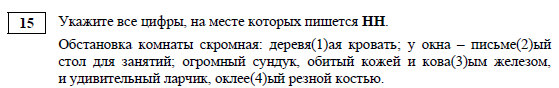 15 Укажите все цифры, на месте которых пишется НН.
Обстановка комнаты скромная: деревя(1)ая кровать; у окна – письме(2)ый
стол для занятий; огромный сундук, обитый кожей и кова(3)ым железом,
и удивительный ларчик, оклее(4)ый резной костью.